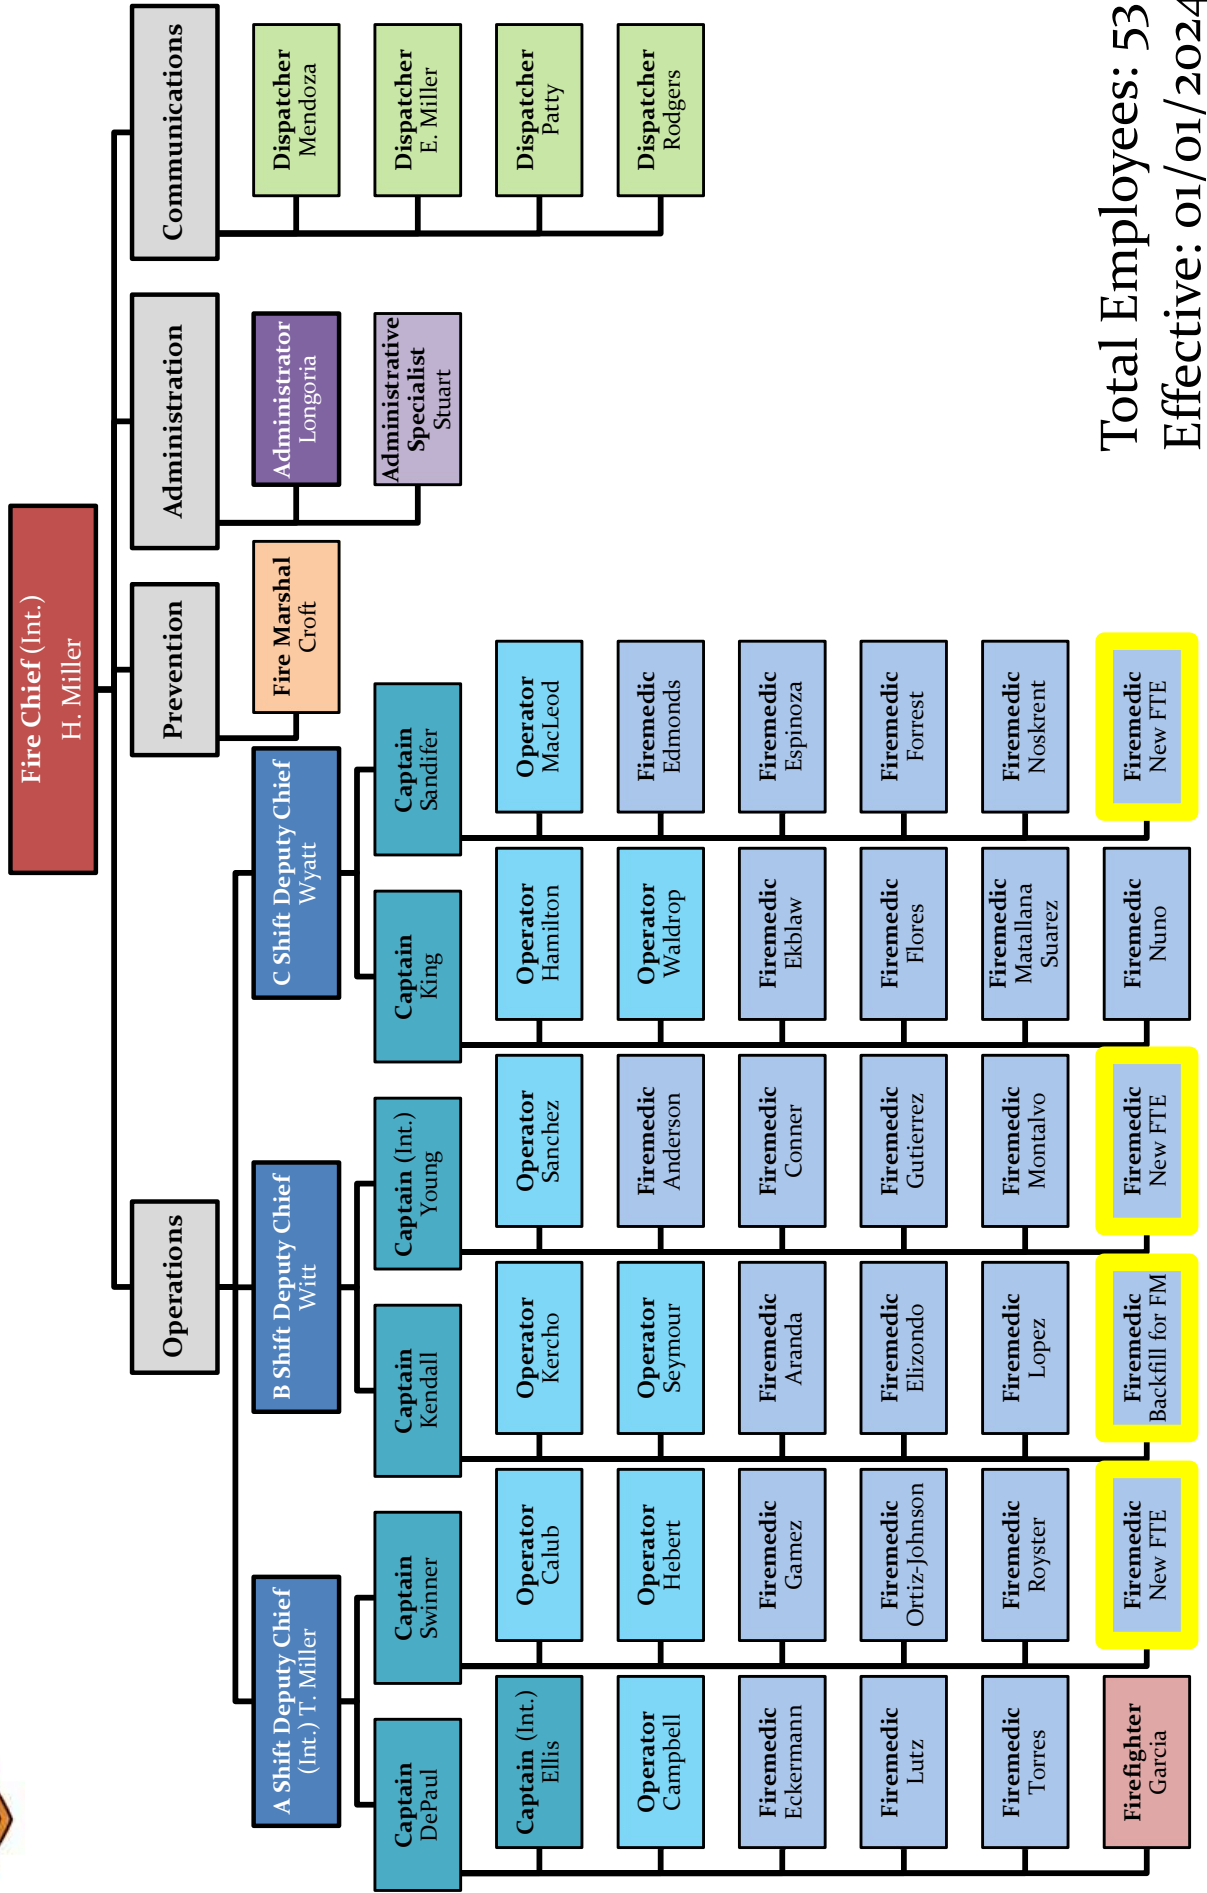 Fire Chief (Int.)
H. Miller
Operations
Prevention
Administration
Communications
A Shift Deputy Chief
(Int.) T. Miller
B Shift Deputy Chief
Witt
C Shift Deputy Chief
Wyatt
Fire Marshal
Croft
Administrator
Longoria
Dispatcher
Mendoza
Captain
DePaul
Captain
Swinner
Captain
Kendall
Captain (Int.)
Young
Captain
King
Captain
Sandifer
Administrative
Specialist
Stuart
Dispatcher
E. Miller
Captain (Int.)
Ellis
Operator
Calub
Operator
Kercho
Operator
Sanchez
Operator
Hamilton
Operator
MacLeod
Dispatcher
Patty
Operator
Campbell
Operator
Hebert
Operator
Seymour
Firemedic
Anderson
Operator
Waldrop
Firemedic
Edmonds
Dispatcher
Rodgers
Firemedic
Eckermann
Firemedic
Gamez
Firemedic
Aranda
Firemedic
Conner
Firemedic
Ekblaw
Firemedic
Espinoza
Firemedic
Lutz
Firemedic
Ortiz-Johnson
Firemedic
Elizondo
Firemedic
Gutierrez
Firemedic
Flores
Firemedic
Forrest
Firemedic
Torres
Firemedic
Royster
Firemedic
Lopez
Firemedic
Montalvo
Firemedic
Matallana
Suarez
Firemedic
Noskrent
Firefighter
Garcia
Firemedic
New FTE
Firemedic
Backfill for FM
Firemedic
New FTE
Firemedic
Nuno
Firemedic
New FTE
Total Employees: 53
Effective: 01/01/2024